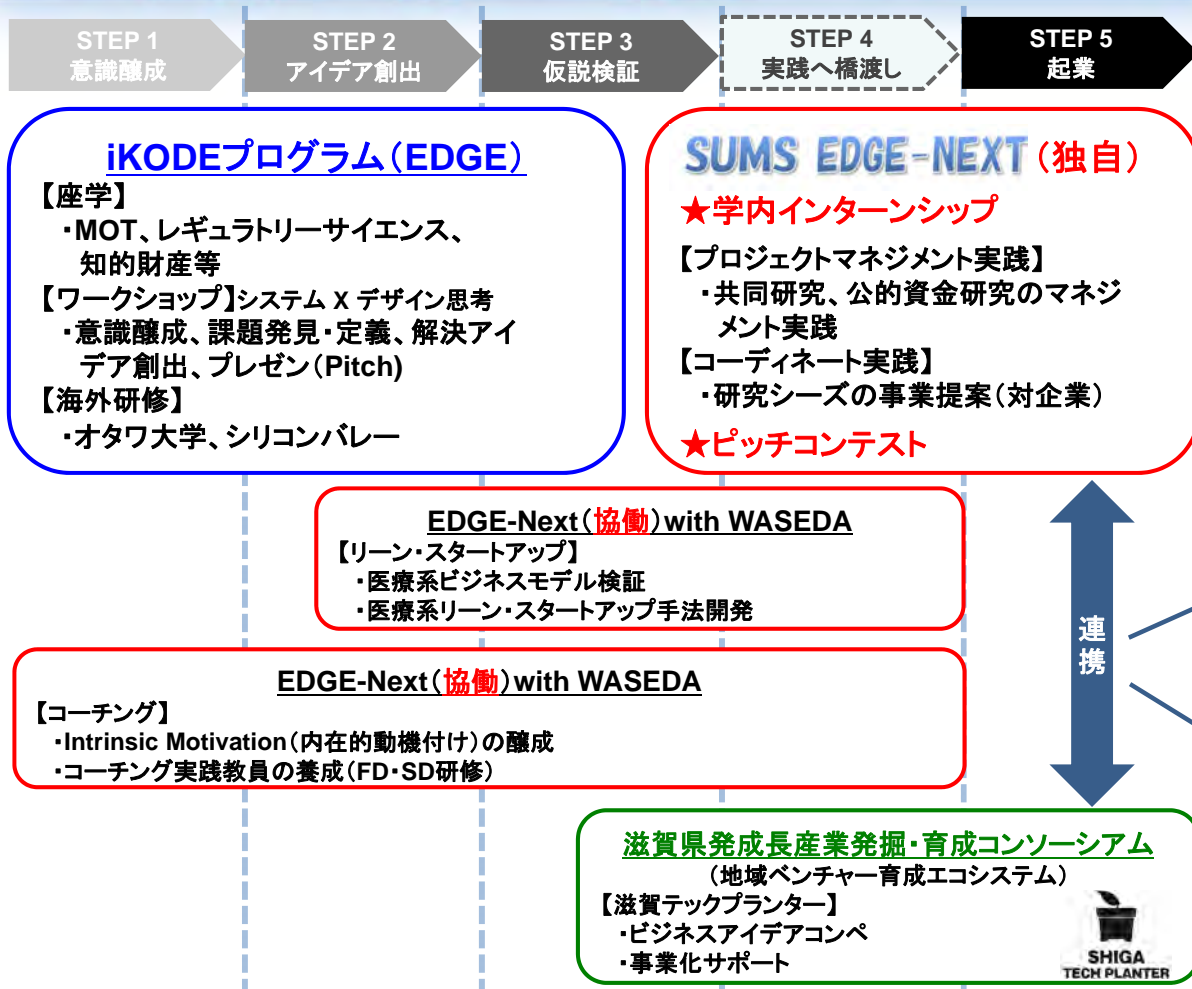 STEP 1
意識醸成
STEP 2
アイデア創出
STEP 3
仮説検証
STEP 4
実践へ橋渡し
STEP 5
起業
iKODEプログラム（EDGE）
【座学】
・MOT、レギュラトリーサイエンス、
知的財産等
【ワークショップ】システム X デザイン思考
・意識醸成、課題発見・定義、解決アイ
デア創出、プレゼン（Pitch)
【海外研修】
・オタワ大学、シリコンバレー
SUMS EDGE-NEXT（独自）
★学内インターンシップ
【プロジェクトマネジメント実践】
・共同研究、公的資金研究のマネジ
メント実践
【コーディネート実践】
・研究シーズの事業提案（対企業）
★ピッチコンテスト
EDGE-Next（協働）with WASEDA
【リーン・スタートアップ】
・医療系ビジネスモデル検証
・医療系リーン・スタートアップ手法開発
連携
EDGE-Next（協働）with WASEDA
【コーチング】
・Intrinsic Motivation（内在的動機付け）の醸成
・コーチング実践教員の養成（FD・SD研修）
滋賀県発成長産業発掘・育成コンソーシアム
（地域ベンチャー育成エコシステム）
【滋賀テックプランター】
・ビジネスアイデアコンペ
・事業化サポート
SHIGA
TECH PLANTER